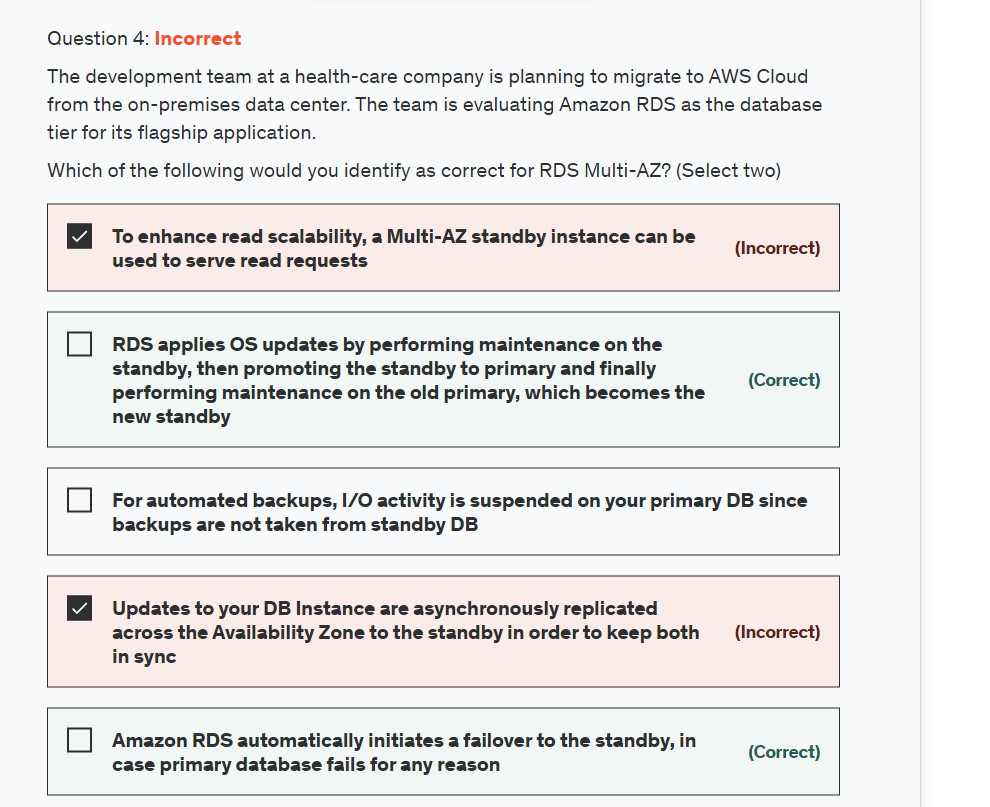 Question 4: Incorrect
The development team at a health-care company is planning to migrate to AWS Cloud
from the on-premises data center. The team is evaluating Amazon RDS as the database
tier for its flagship application.
Which of the following would you identify as correct for RDS Multi-AZ? (Select two)
To enhance read scalability, a Multi-AZ standby instance can be
used to serve read requests
(Incorrect)
RDS applies OS updates by performing maintenance on the
standby, then promoting the standby to primary and finally
performing maintenance on the old primary, which becomes the
new standby
(Correct)
For automated backups, I/O activity is suspended on your primary DB since
backups are not taken from standby DB
Updates to your DB Instance are asynchronously replicated
across the Availability Zone to the standby in order to keep both
in sync
(Incorrect)
Amazon RDS automatically initiates a failover to the standby, in
case primary database fails for any reason
(Correct)